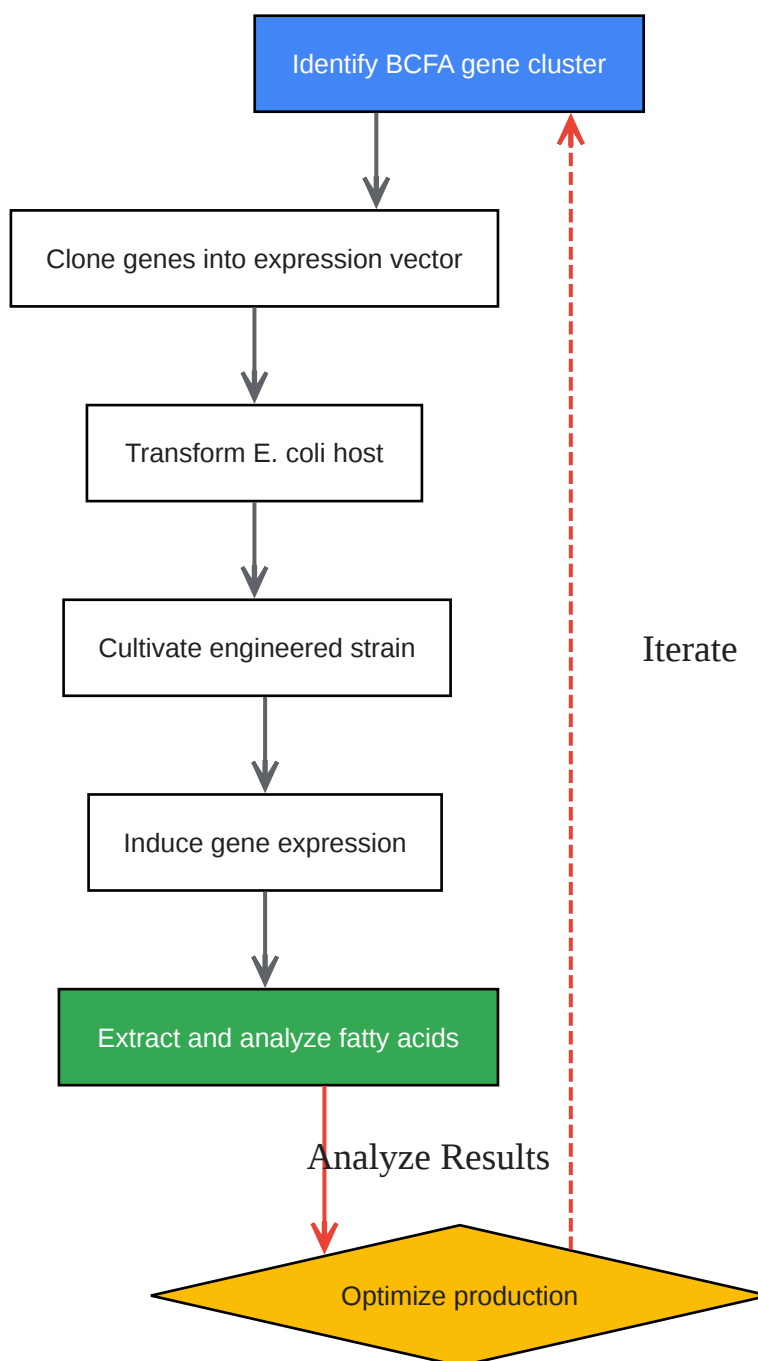 Identify BCFA gene cluster
Clone genes into expression vector
Transform E. coli host
Cultivate engineered strain
Iterate
Induce gene expression
Extract and analyze fatty acids
Analyze Results
Optimize production